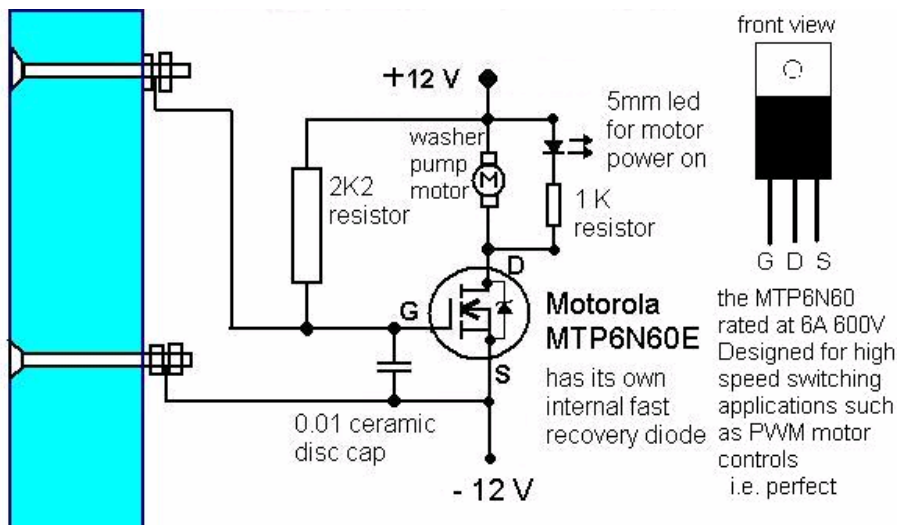 front view
+12 V
5mm led
for motor
power on
washer
pump
motor
M
2K2
resistor
1 K
resistor
G D S
D
G
S
Motorola
MTP6N60E
has its own
internal fast
recovery diode
the MTP6N60
rated at 6A 600V
Designed for high
speed switching
applications such
as PWM motor
controls
i.e. perfect
0.01 ceramic
disc cap
- 12 V